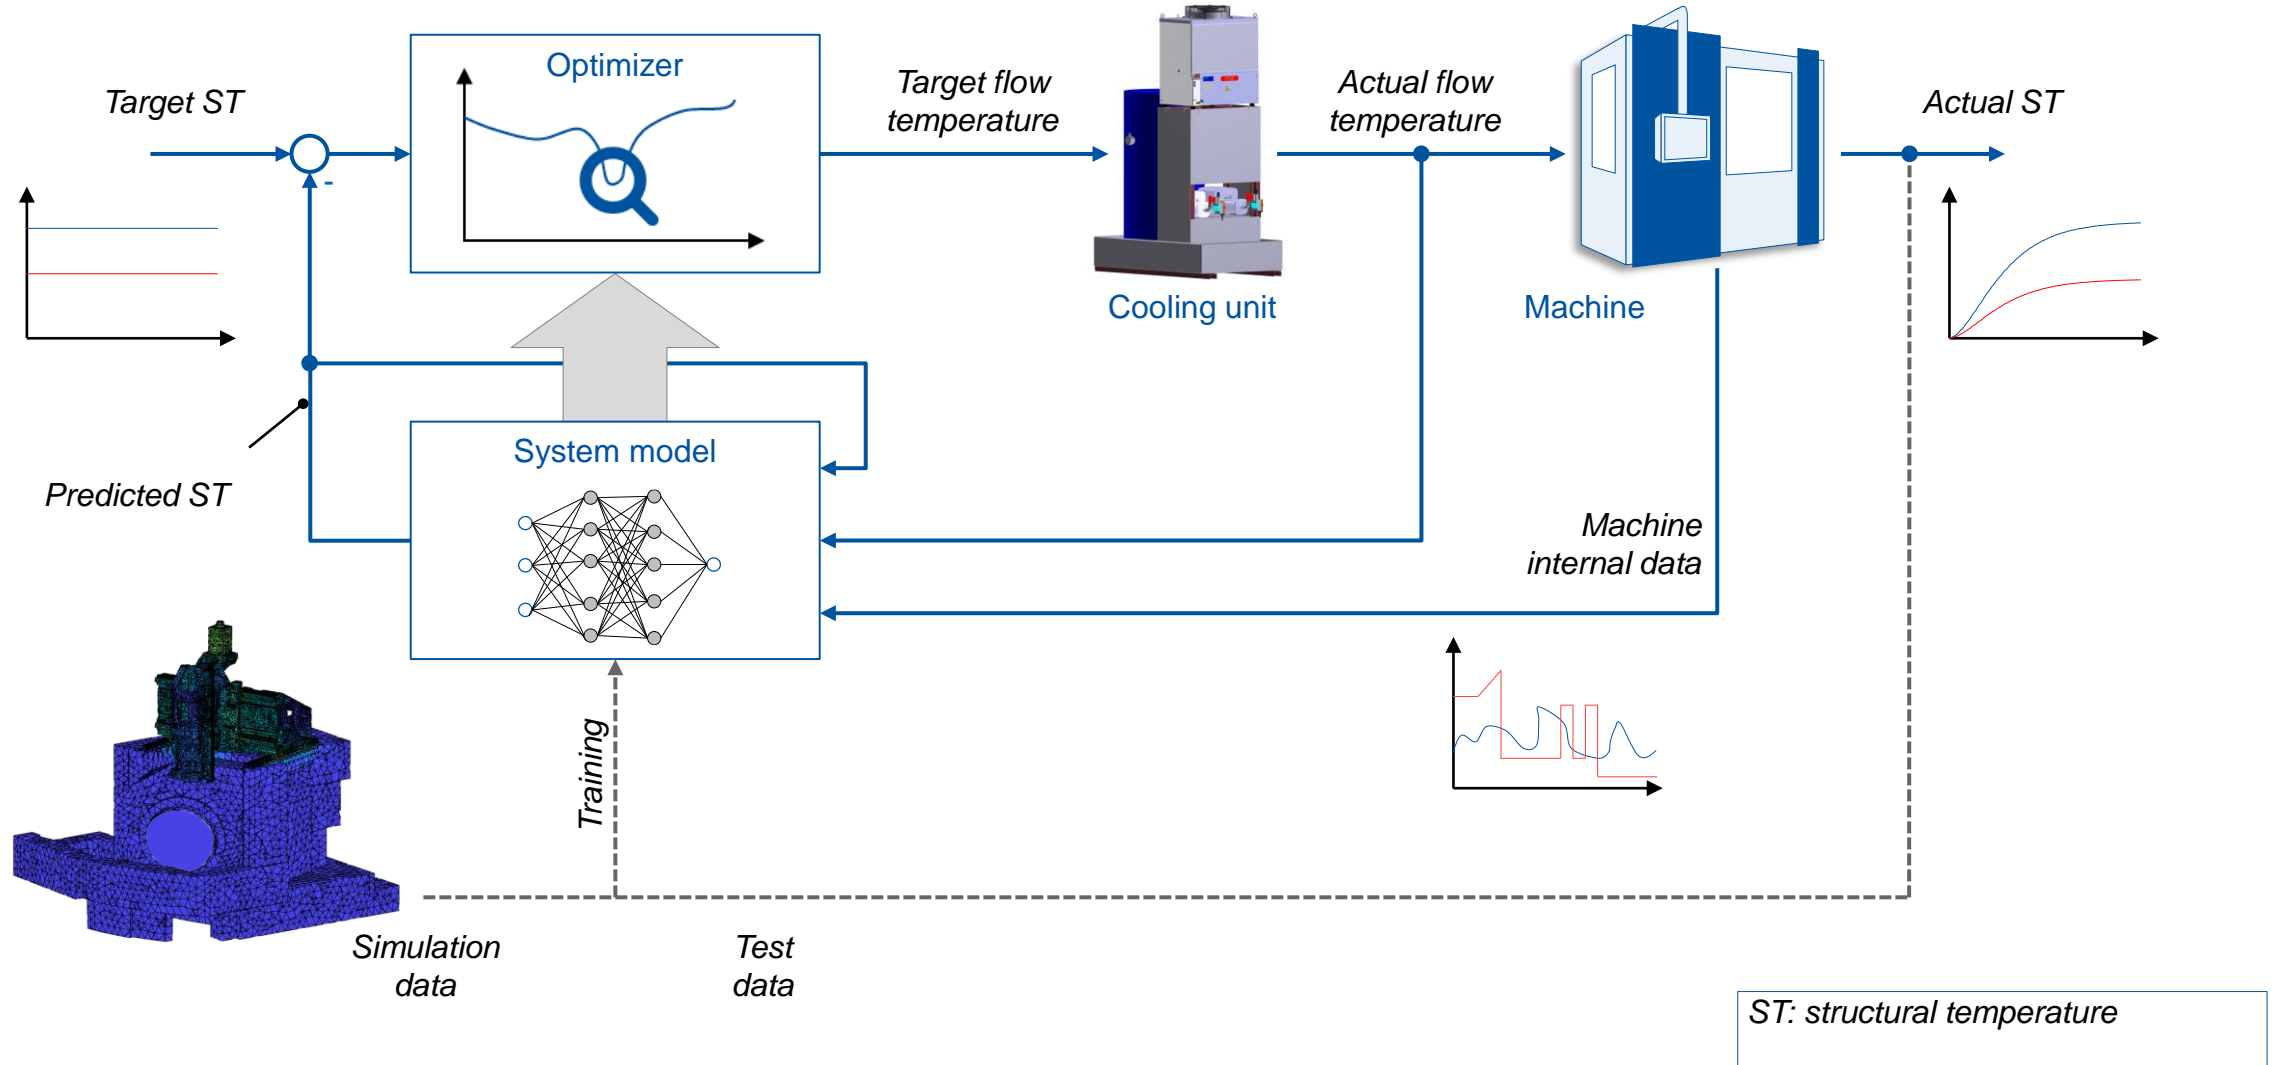 Optimizer
Target ST
Target flow
temperature
Actual flow
temperature
Actual ST
-
Cooling unit
Machine
System model
Predicted ST
Machine
internal data
Training
Simulation
data
Test
data
ST: structural temperature